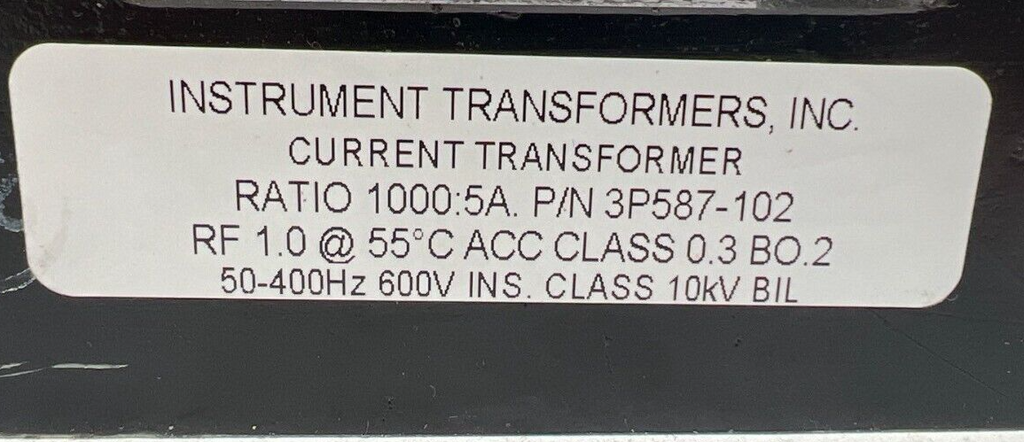 INSTRUMENT TRANSFORMERS, INC.
CURRENT TRANSFORMER
RATIO 1000:5A. P/N 3P587-102
RF 1.0 @ 55°C ACC CLASS 0.3 BO.2
50-400Hz 600V INS. CLASS 10kV BIL